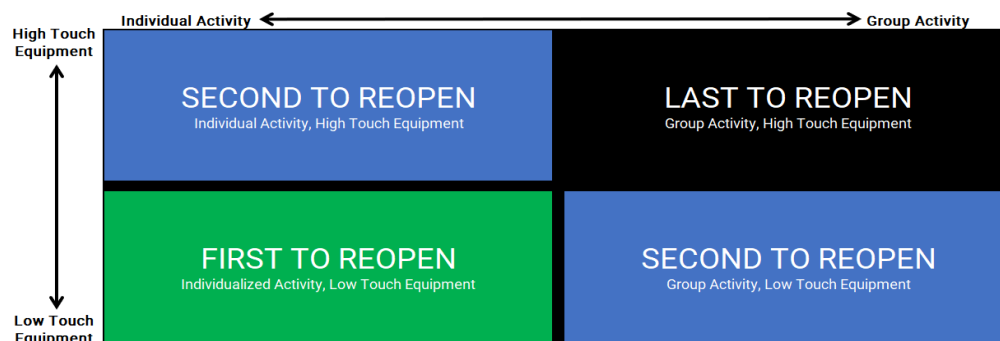 Individual Activity
Group Activity
High Touch
Equipment
SECOND TO REOPEN
Individual Activity, High Touch Equipment
LAST TO REOPEN
Group Activity, High Touch Equipment
FIRST TO REOPEN
Individualized Activity, Low Touch Equipment
SECOND TO REOPEN
Group Activity, Low Touch Equipment
Low Touch
Equipment